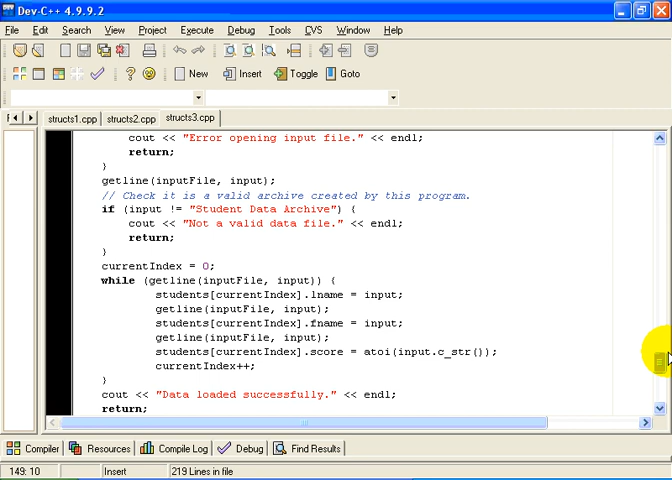 Dev-C++ 4.9.9.2
File Edit Search View Project Execute Debug Tools CVS Window Help
New Insert Toggle Goto
structs1.cpp structs2.cpp structs3.cpp
cout << "Error opening input file." << endl;
return;
}
getline(inputFile, input);
// Check it is a valid archive created by this program.
if (input != "Student Data Archive") {
cout << "Not a valid data file." << endl;
return;
}
currentIndex = 0;
while (getline(inputFile, input)) {
students[currentIndex].lname = input;
getline(inputFile, input);
students[currentIndex].fname = input;
getline(inputFile, input);
students[currentIndex].score = atoi(input.c_str());
currentIndex++;
}
cout << "Data loaded successfully." << endl;
return;
Compiler Resources Compile Log Debug Find Results
149: 10 Insert 219 Lines in file